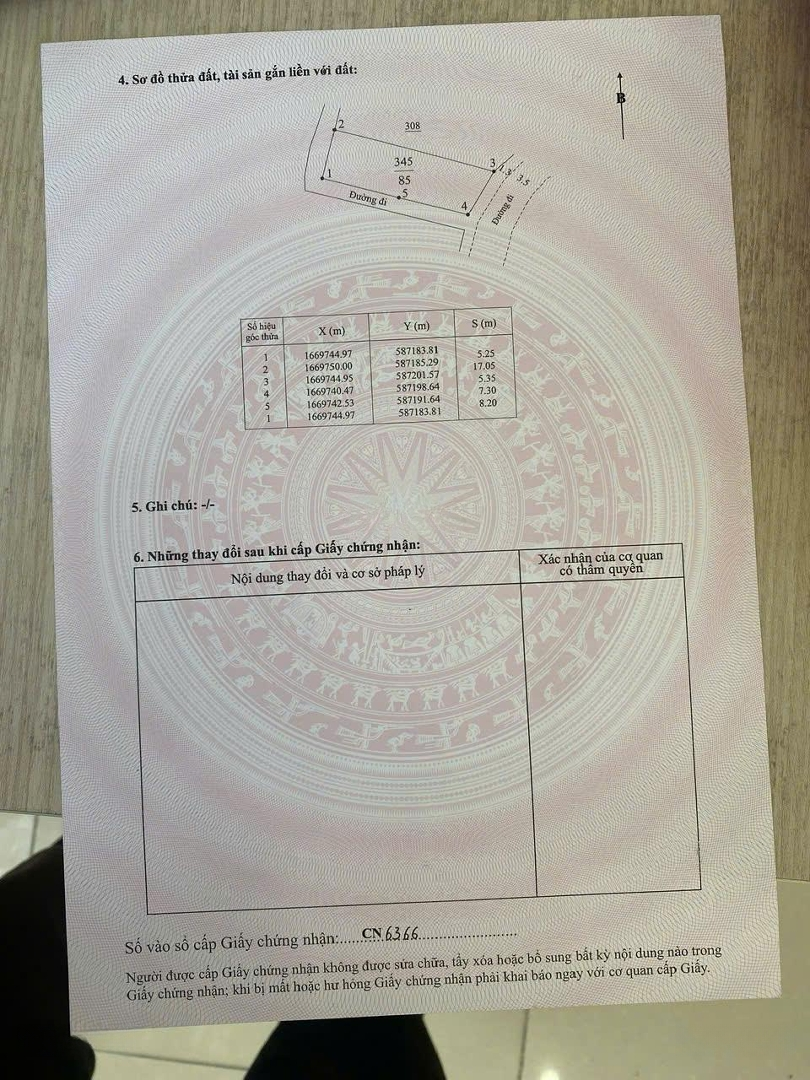 4. Sơ đồ thửa đất, tài sản gắn liền với đất:
B
2
308
345
85
3
1.3
3.5
1
5
4
Đường đi
Đường đi
Số hiệu góc thửa X (m) Y (m) S (m)
1 1669744.97 587183.81 5.25
2 1669750.00 587185.29 17.05
3 1669744.95 587201.57 5.35
4 1669740.47 587198.64 7.30
5 1669742.53 587191.64 8.20
1 1669744.97 587183.81
5. Ghi chú: -/-
6. Những thay đổi sau khi cấp Giấy chứng nhận:
Nội dung thay đổi và cơ sở pháp lý
Xác nhận của cơ quan
có thẩm quyền
Số vào sổ cấp Giấy chứng nhận:......CN 6366......................
Người được cấp Giấy chứng nhận không được sửa chữa, tẩy xóa hoặc bổ sung bất kỳ nội dung nào trong
Giấy chứng nhận; khi bị mất hoặc hư hỏng Giấy chứng nhận phải khai báo ngay với cơ quan cấp Giấy.